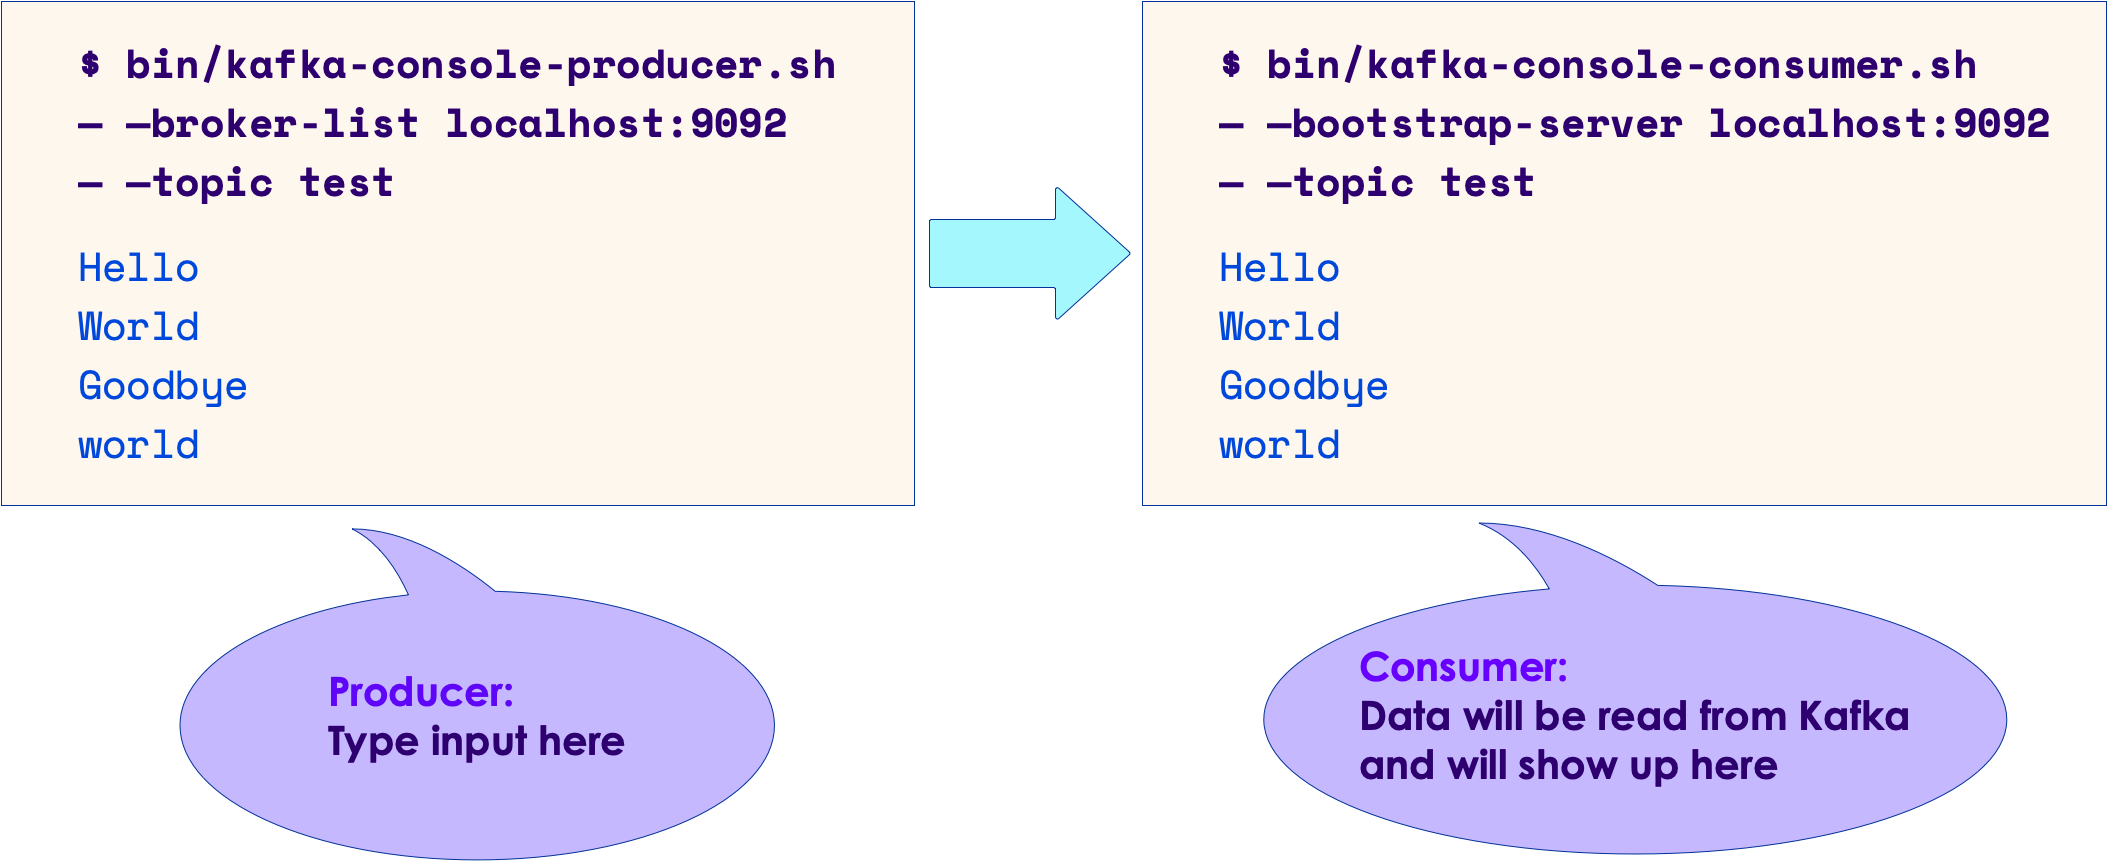 $ bin/kafka-console-producer.sh
– –broker-list localhost:9092
– –topic test
Hello
World
Goodbye
world
$ bin/kafka-console-consumer.sh
– –bootstrap-server localhost:9092
– –topic test
Hello
World
Goodbye
world
Producer:
Type input here
Consumer:
Data will be read from Kafka
and will show up here